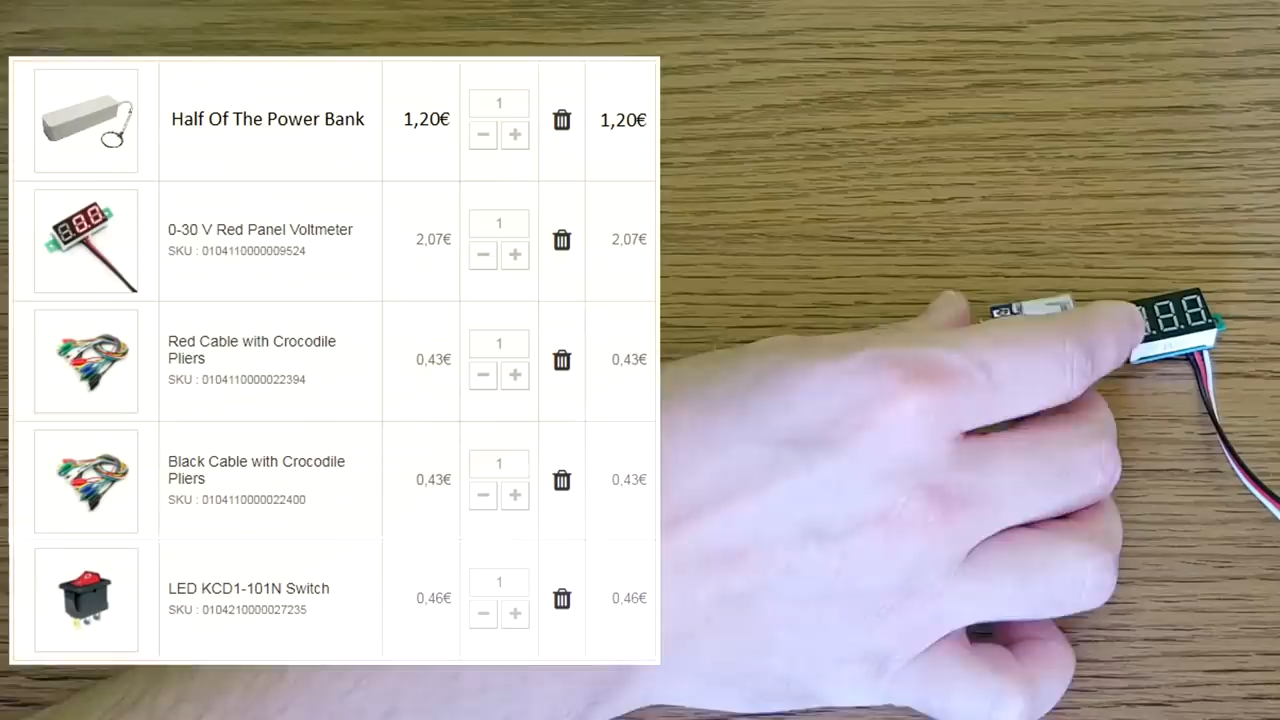 Half Of The Power Bank 1,20€ 1 1,20€
− +
0-30 V Red Panel Voltmeter
SKU : 0104110000009524
2,07€ 1 2,07€
− +
Red Cable with Crocodile
Pliers
SKU : 0104110000022394
0,43€ 1 0,43€
− +
Black Cable with Crocodile
Pliers
SKU : 0104110000022400
0,43€ 1 0,43€
− +
LED KCD1-101N Switch
SKU : 0104210000027235
0,46€ 1 0,46€
− +